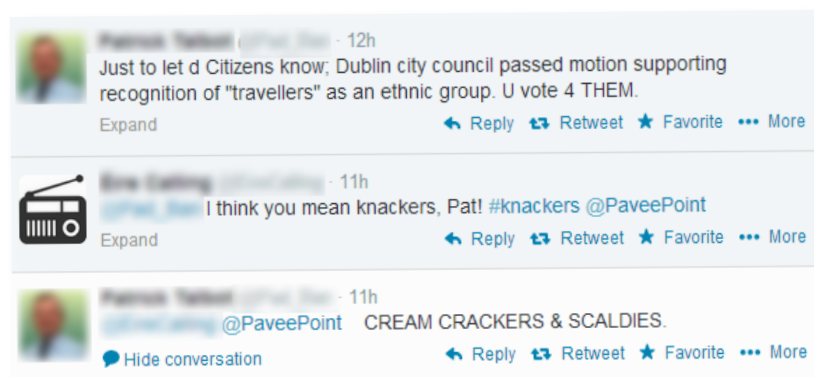 · 12h
Just to let d Citizens know; Dublin city council passed motion supporting
recognition of "travellers" as an ethnic group. U vote 4 THEM.
Expand Reply Retweet Favorite More
· 11h
I think you mean knackers, Pat! #knackers @PaveePoint
Expand Reply Retweet Favorite More
· 11h
@PaveePoint CREAM CRACKERS & SCALDIES.
Hide conversation Reply Retweet Favorite More